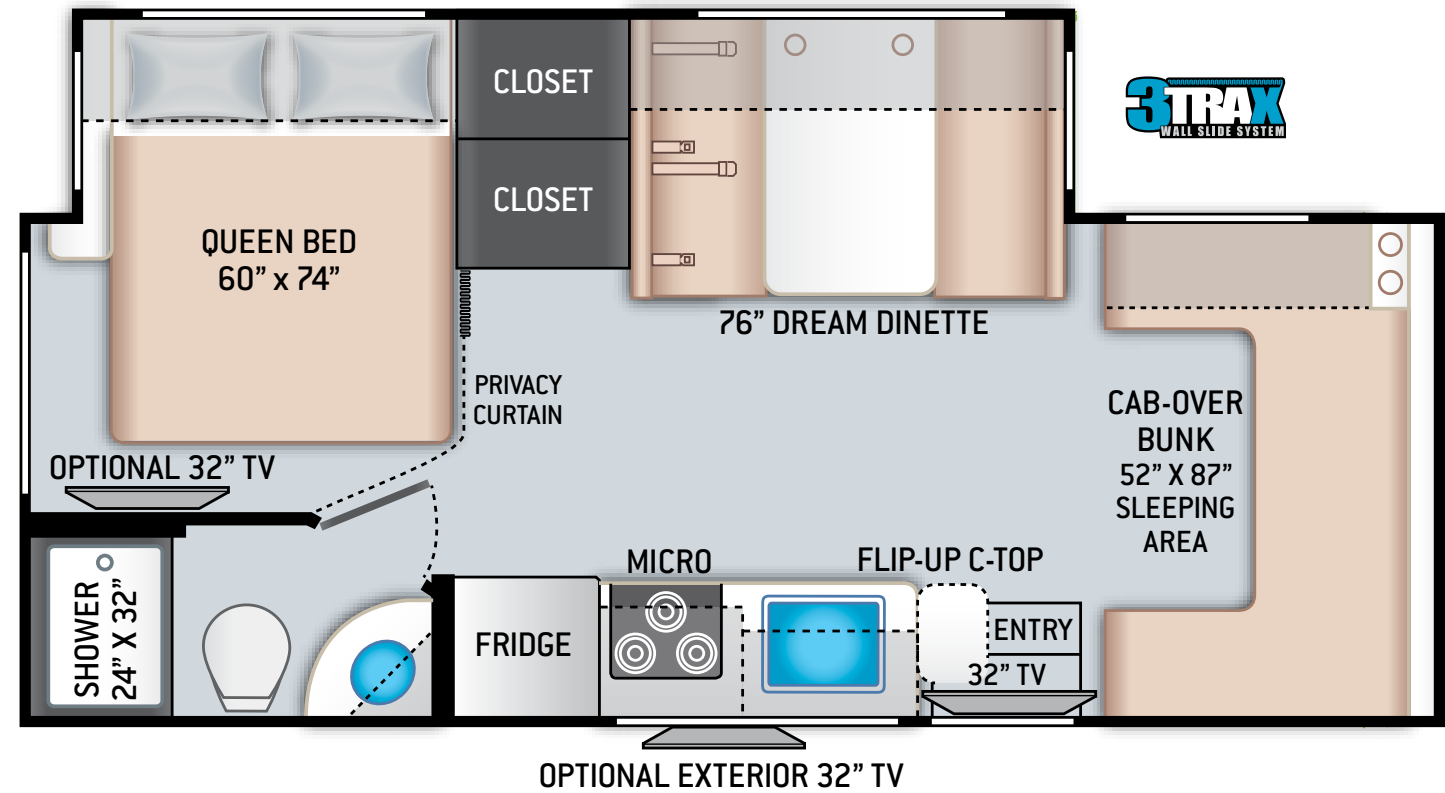 CLOSET
3TRAX
WALL SLIDE SYSTEM
CLOSET
QUEEN BED
60” x 74”
76” DREAM DINETTE
PRIVACY
CURTAIN
CAB-OVER
BUNK
52” X 87”
SLEEPING
AREA
OPTIONAL 32” TV
MICRO
FLIP-UP C-TOP
SHOWER
24” X 32”
FRIDGE
ENTRY
32” TV
OPTIONAL EXTERIOR 32” TV